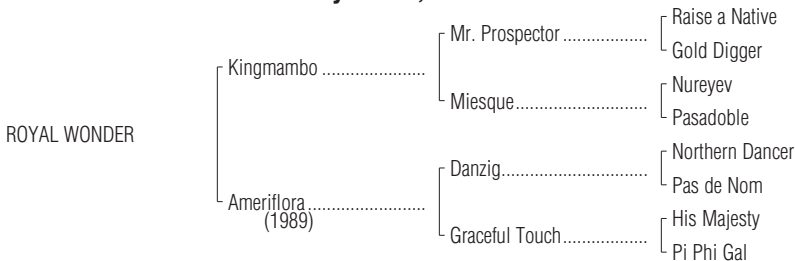 Mr. Prospector .................. Raise a Native
Gold Digger
Kingmambo ......................
Miesque............................ Nureyev
Pasadoble
ROYAL WONDER
Danzig............................... Northern Dancer
Pas de Nom
Ameriflora.........................
(1989)
Graceful Touch.................. His Majesty
Pi Phi Gal